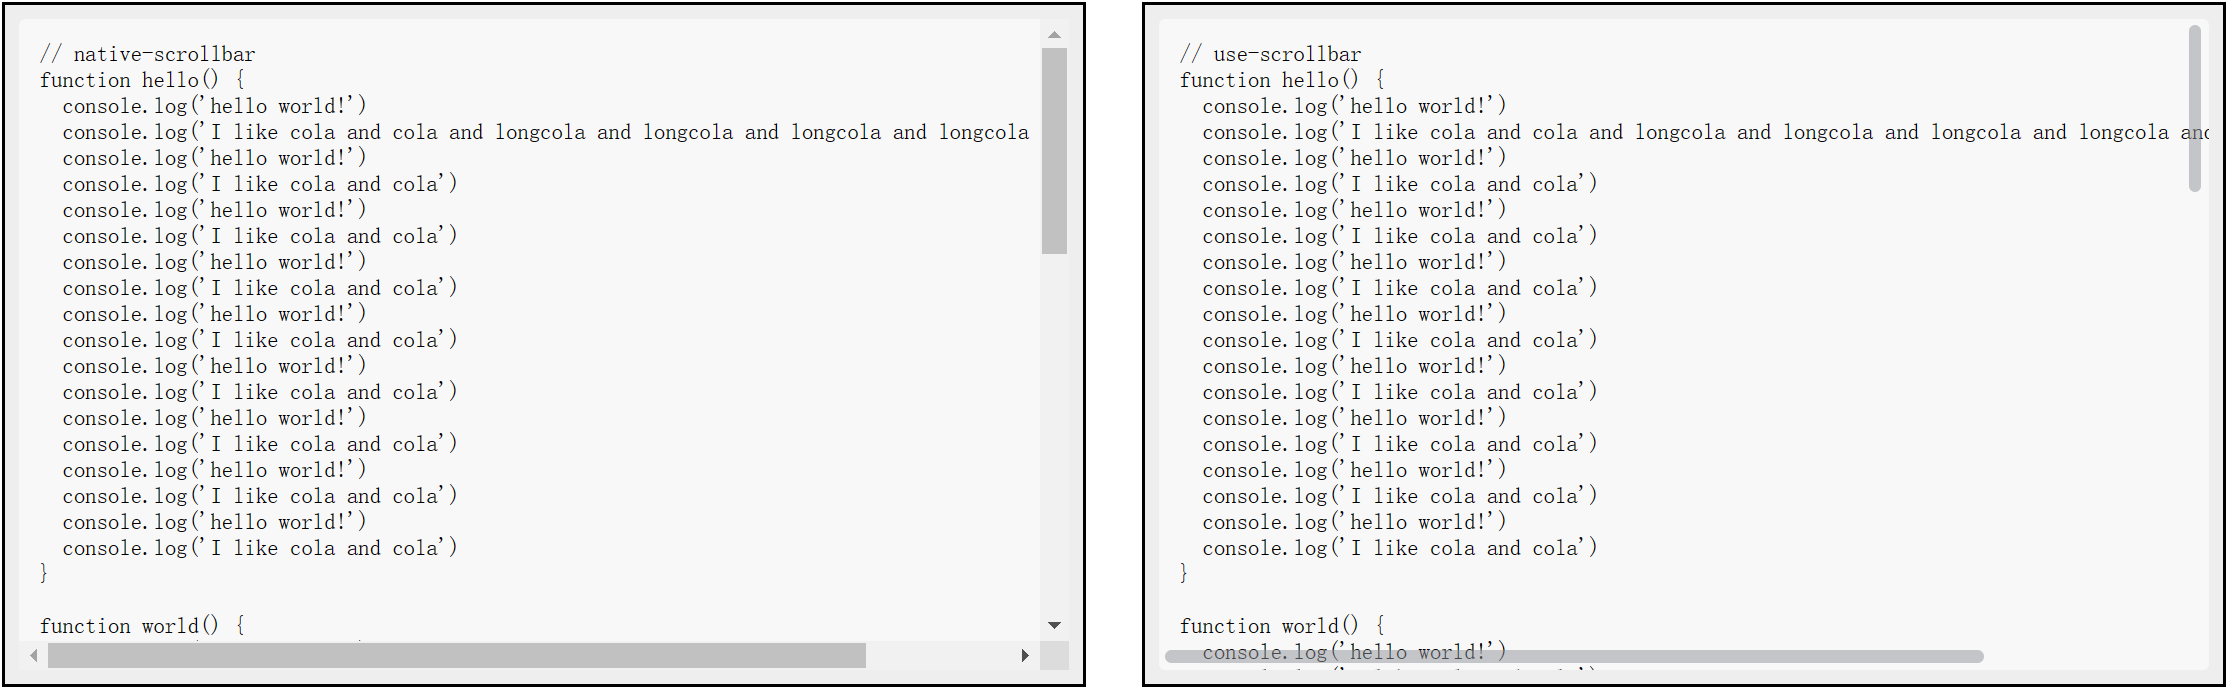 // native-scrollbar
function hello() {
  console.log('hello world!')
  console.log('I like cola and cola and longcola and longcola and longcola and longcola
  console.log('hello world!')
  console.log('I like cola and cola')
  console.log('hello world!')
  console.log('I like cola and cola')
  console.log('hello world!')
  console.log('I like cola and cola')
  console.log('hello world!')
  console.log('I like cola and cola')
  console.log('hello world!')
  console.log('I like cola and cola')
  console.log('hello world!')
  console.log('I like cola and cola')
  console.log('hello world!')
  console.log('I like cola and cola')
  console.log('hello world!')
  console.log('I like cola and cola')
}

function world() {
// use-scrollbar
function hello() {
  console.log('hello world!')
  console.log('I like cola and cola and longcola and longcola and longcola and longcola and
  console.log('hello world!')
  console.log('I like cola and cola')
  console.log('hello world!')
  console.log('I like cola and cola')
  console.log('hello world!')
  console.log('I like cola and cola')
  console.log('hello world!')
  console.log('I like cola and cola')
  console.log('hello world!')
  console.log('I like cola and cola')
  console.log('hello world!')
  console.log('I like cola and cola')
  console.log('hello world!')
  console.log('I like cola and cola')
  console.log('hello world!')
  console.log('I like cola and cola')
}

function world() {
  console.log('hello world!')